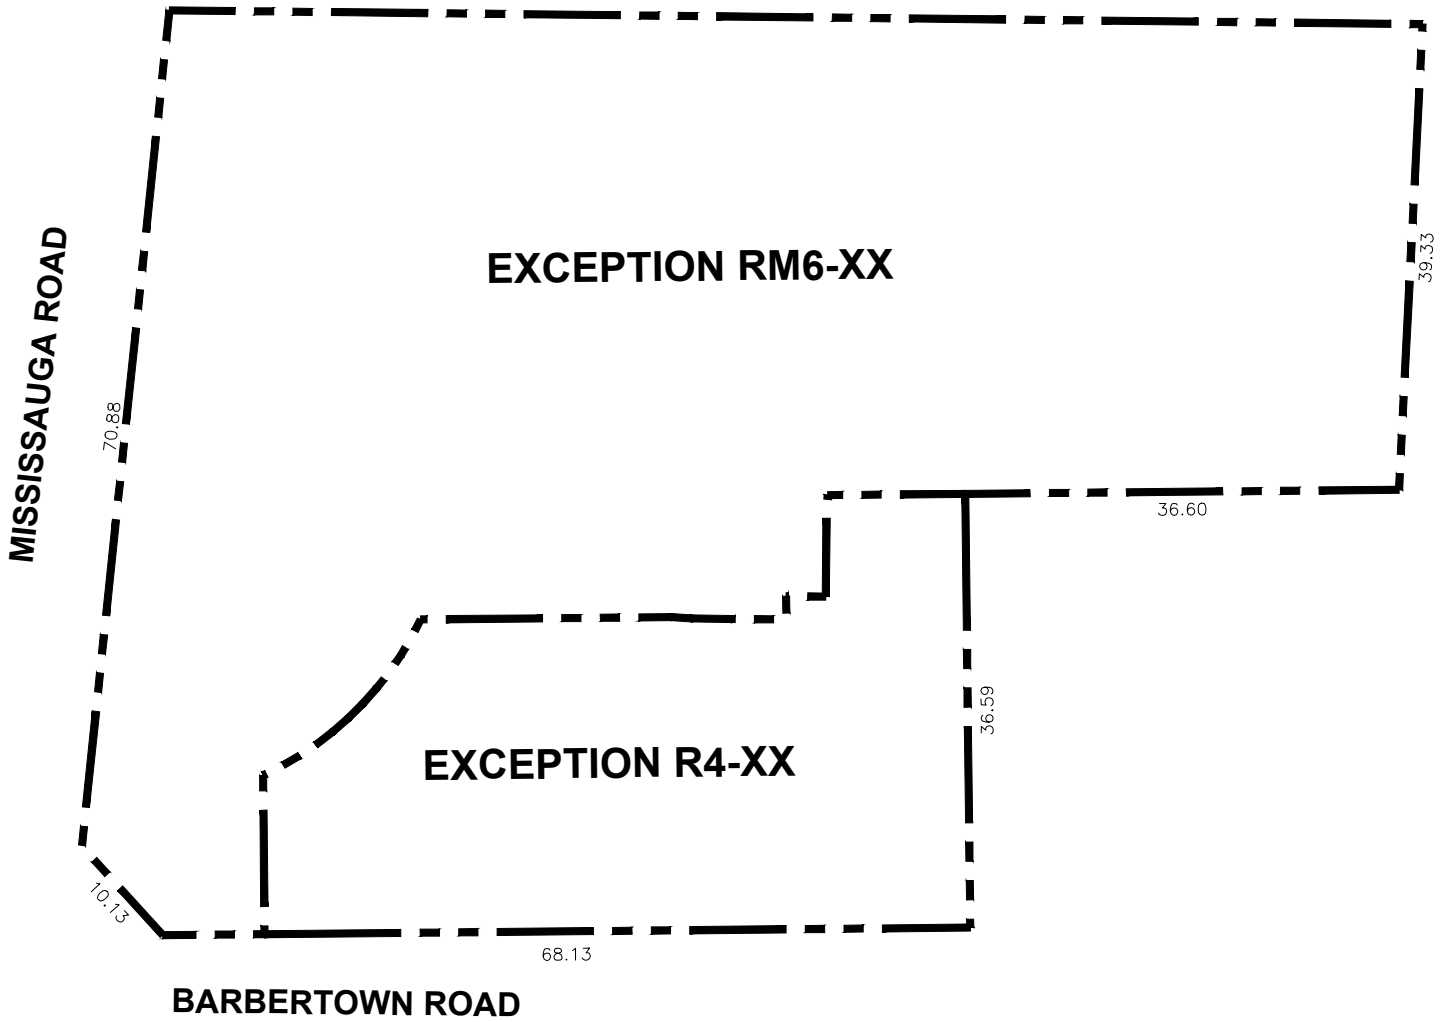 EXCEPTION RM6-XX
39.33
MISSISSAUGA ROAD
70.88
36.60
36.59
EXCEPTION R4-XX
10.13
68.13
BARBERTOWN ROAD